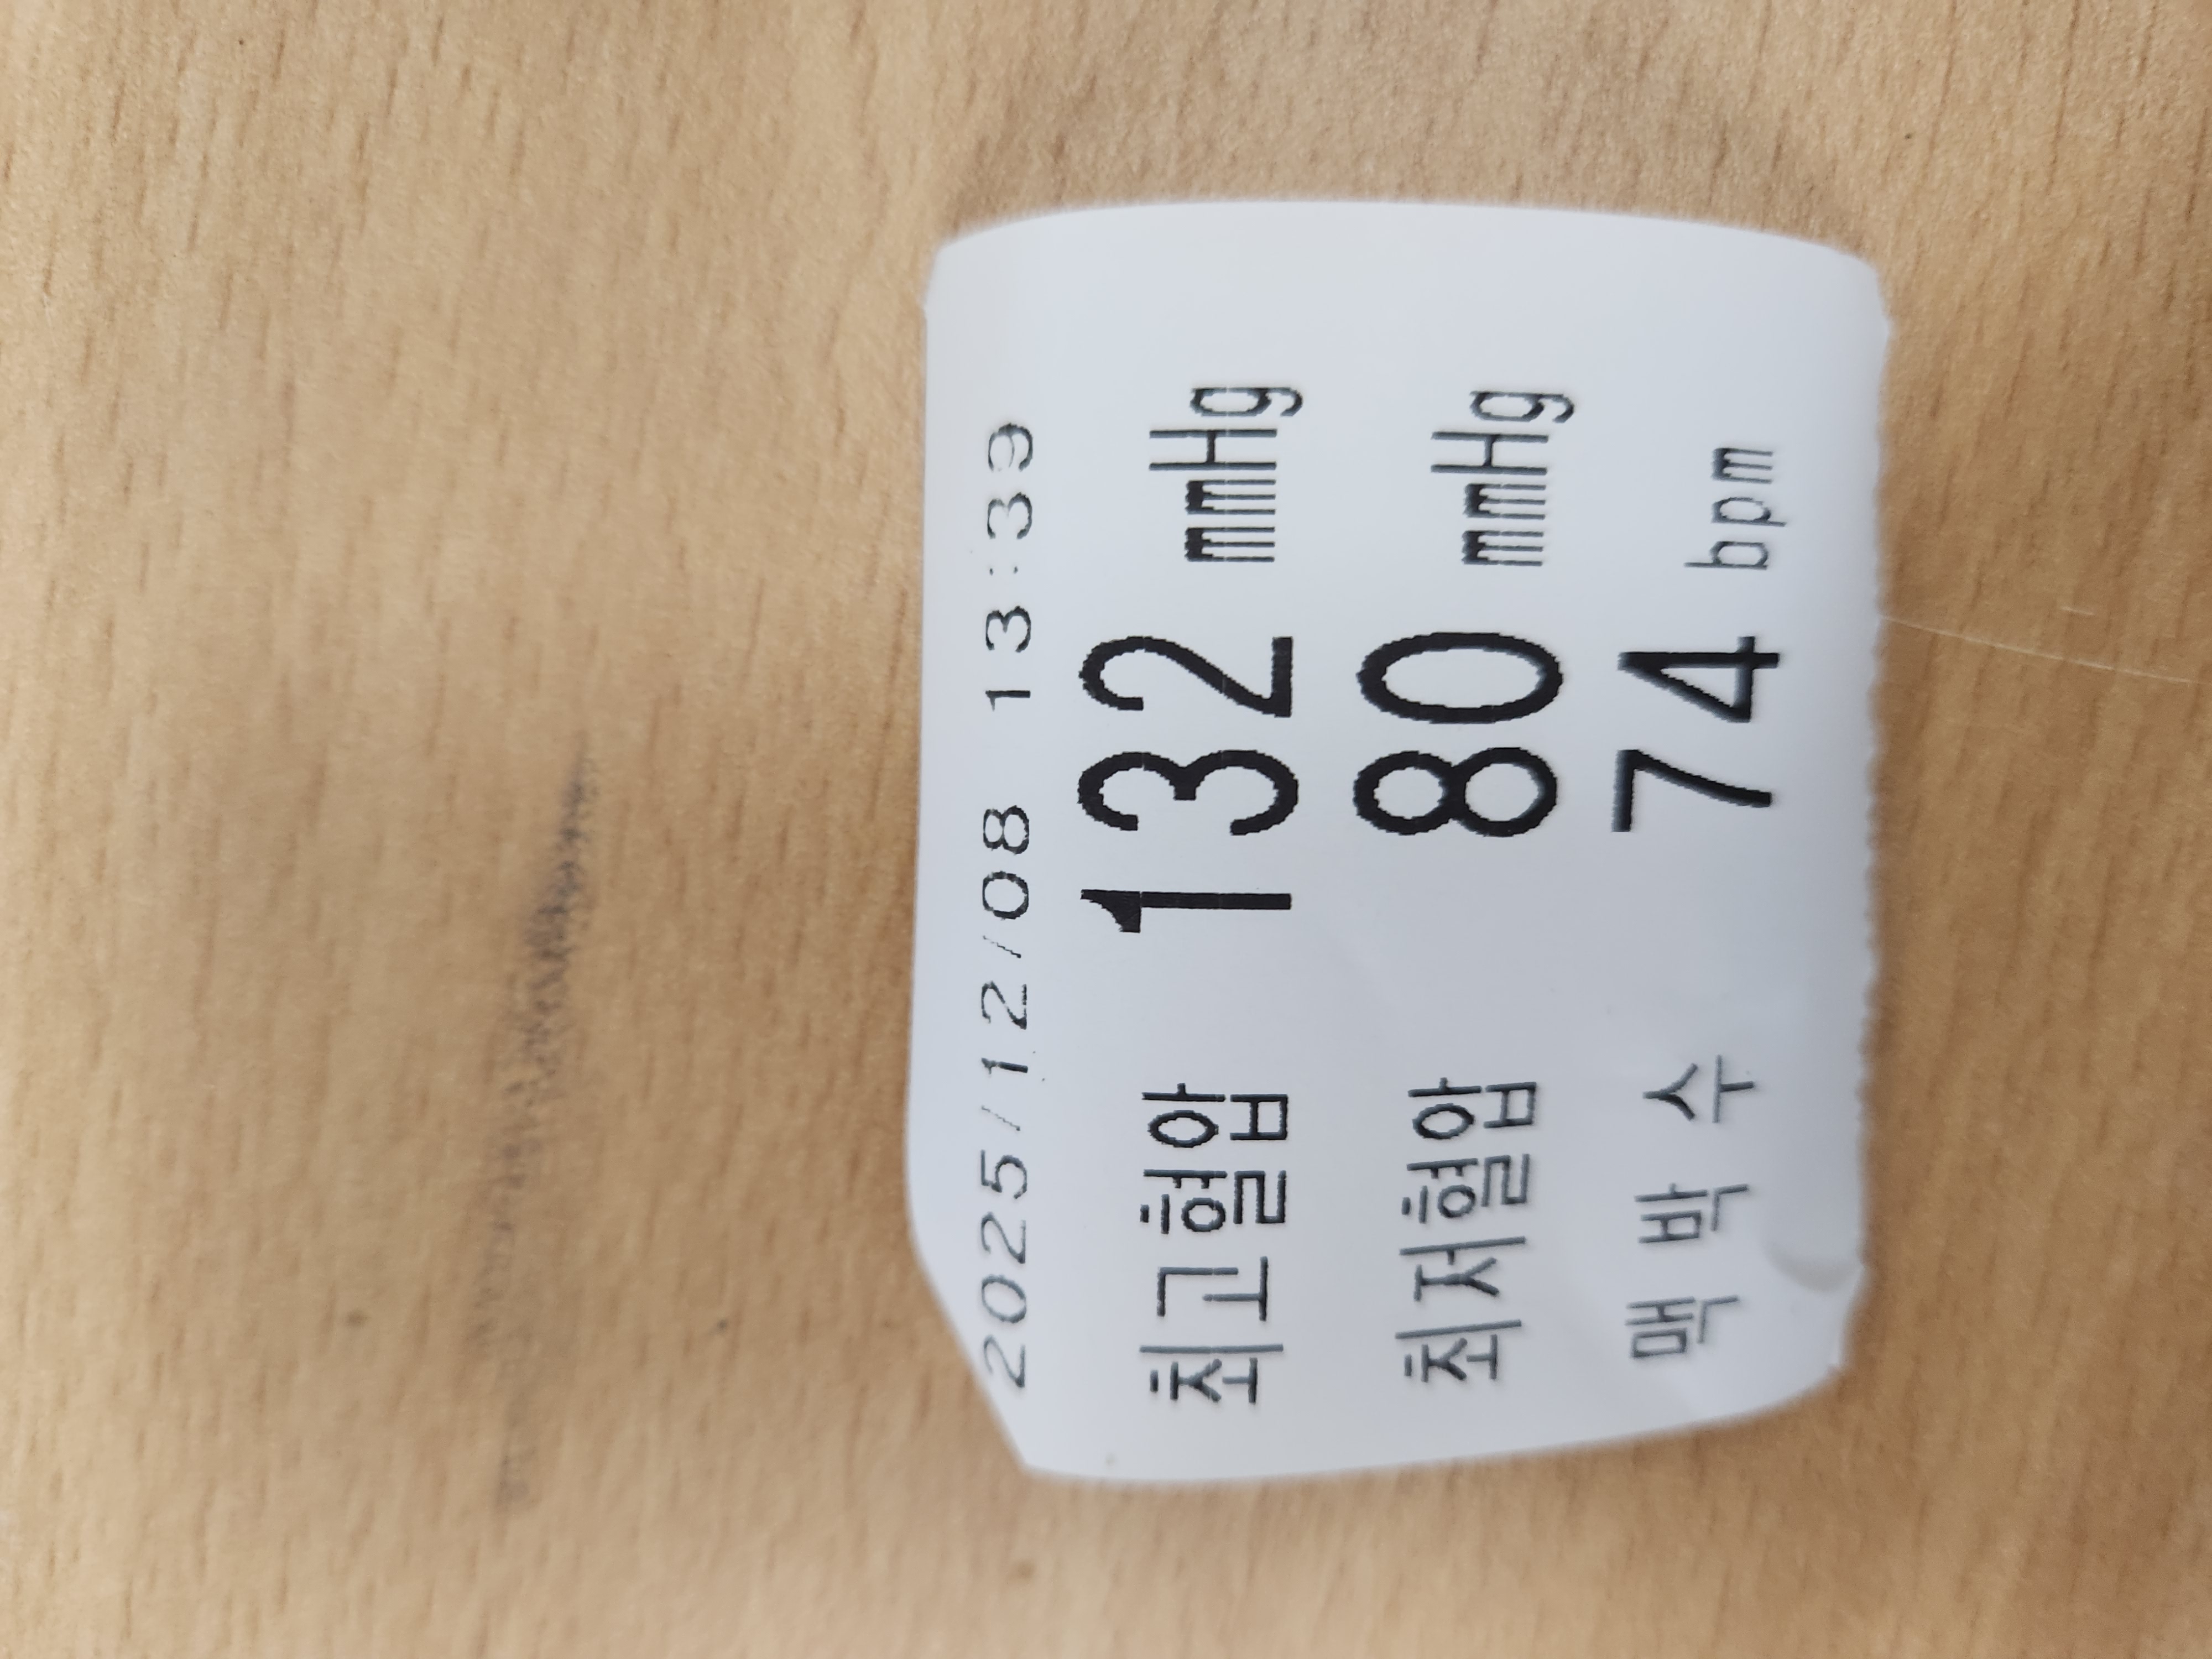 2025/12/08 13:39
최고혈압 132 mmHg
최저혈압 80 mmHg
맥 박 수 74 bpm